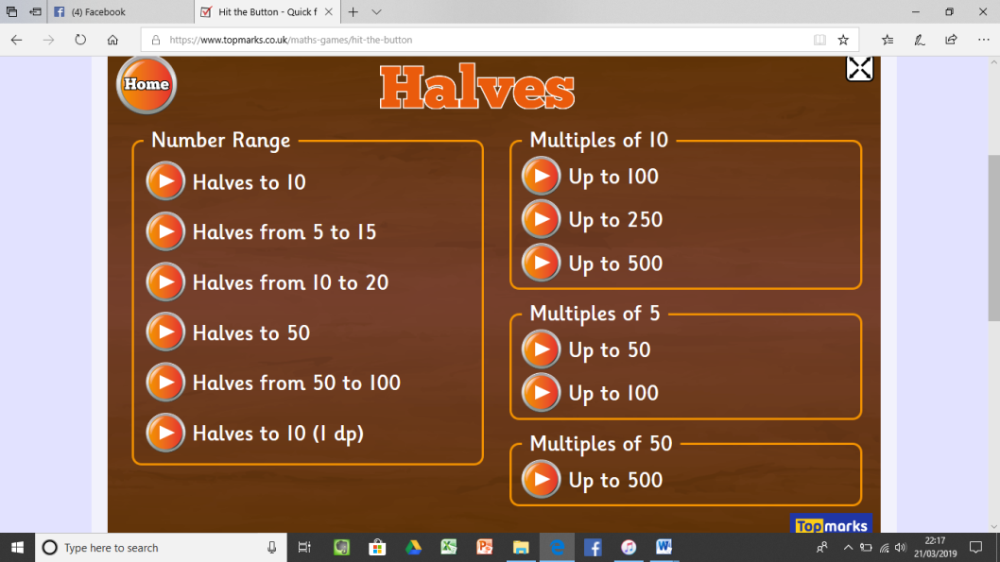 (4) Facebook
Hit the Button - Quick f
https://www.topmarks.co.uk/maths-games/hit-the-button
Home
Halves
Number Range
Halves to 10
Halves from 5 to 15
Halves from 10 to 20
Halves to 50
Halves from 50 to 100
Halves to 10 (1 dp)
Multiples of 10
Up to 100
Up to 250
Up to 500
Multiples of 5
Up to 50
Up to 100
Multiples of 50
Up to 500
Topmarks
Type here to search
22:17
21/03/2019